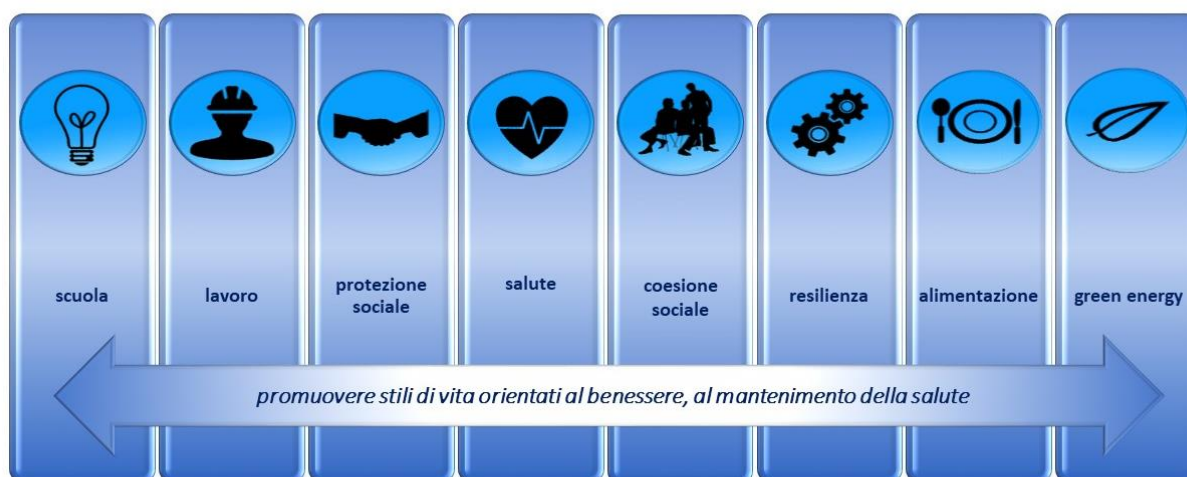 scuola
lavoro
protezione
sociale
salute
coesione
sociale
resilienza
alimentazione
green energy
promuovere stili di vita orientati al benessere, al mantenimento della salute